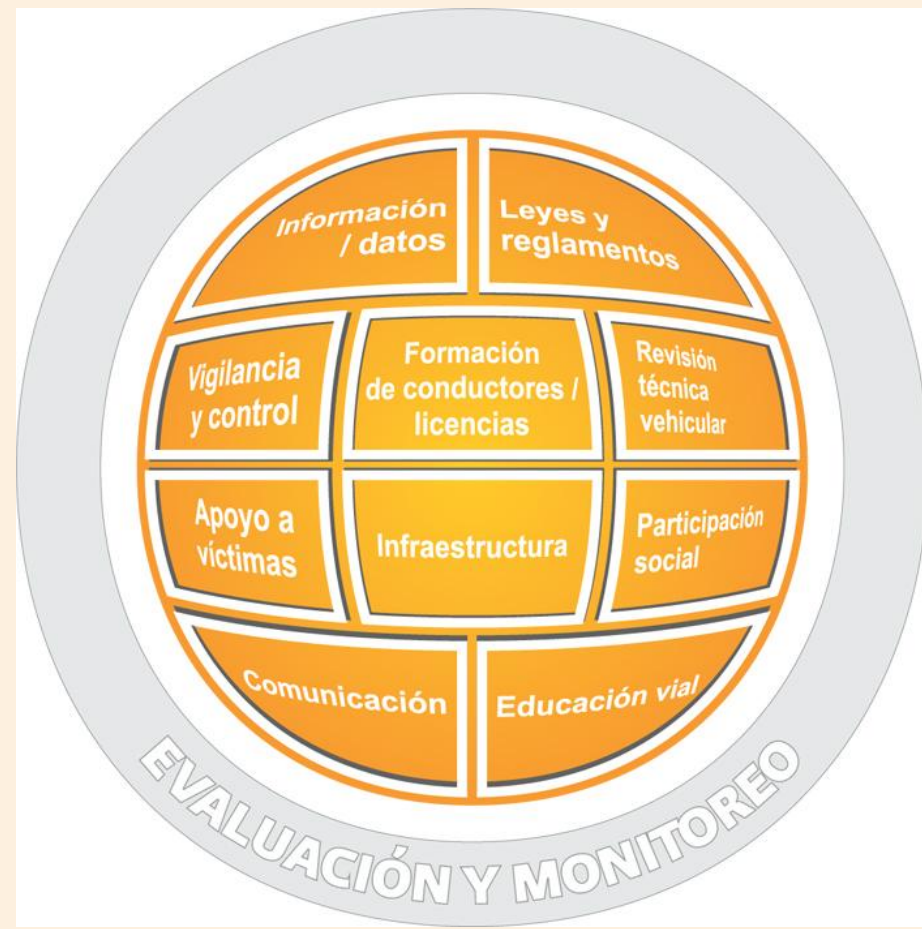 Información
/ datos
Leyes y
reglamentos
Vigilancia
y control
Formación
de conductores /
licencias
Revisión
técnica
vehicular
Apoyo a
víctimas
Infraestructura
Participación
social
Comunicación
Educación vial
EVALUACIÓN Y MONITOREO